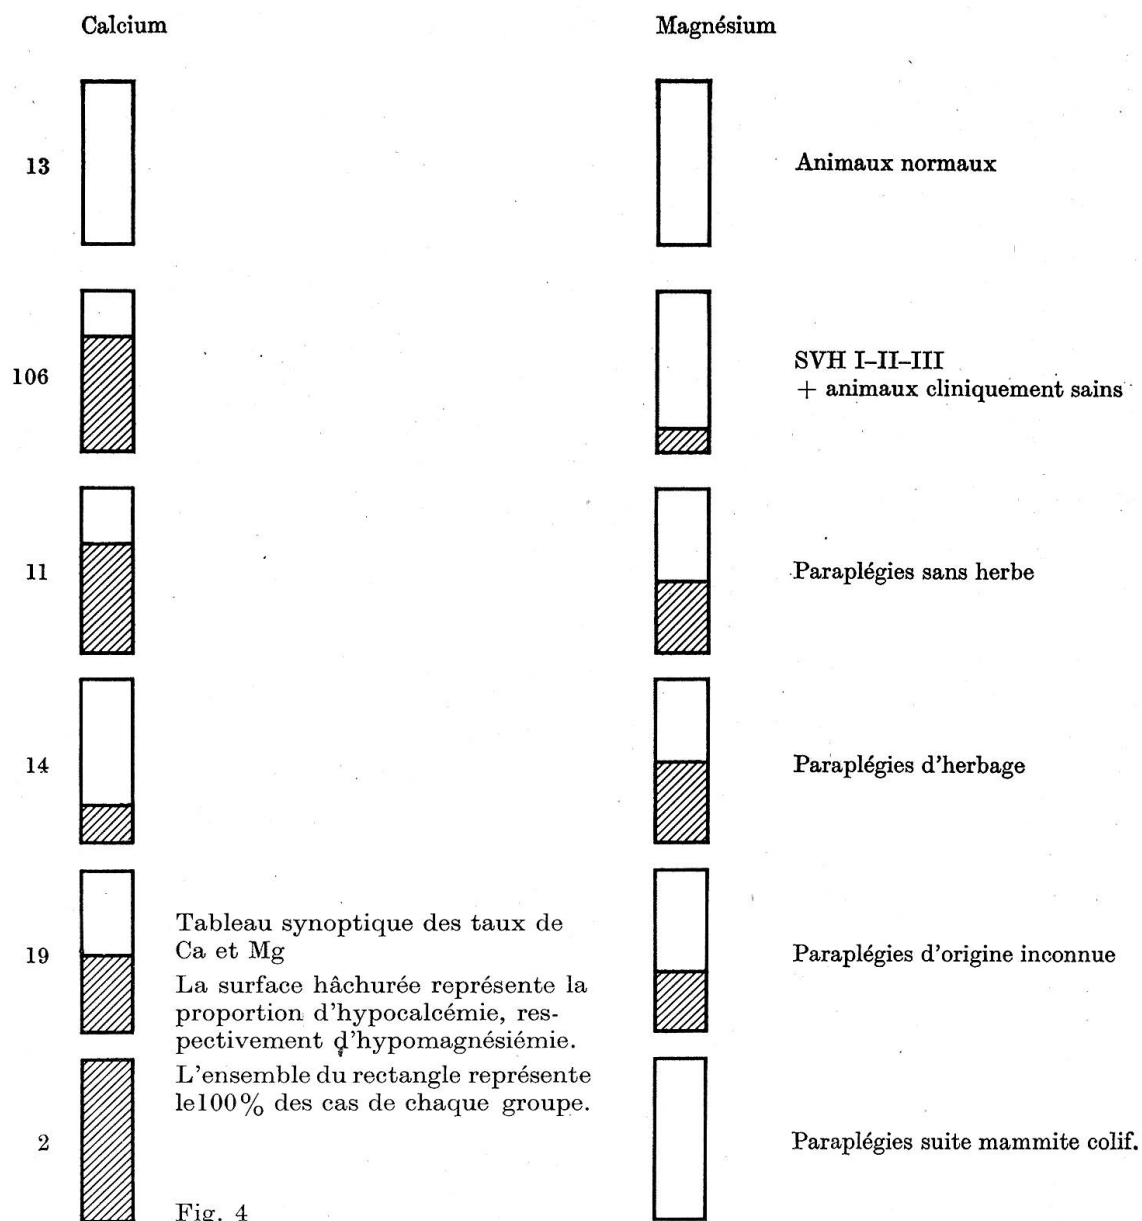 Calcium
Magnésium
13
Animaux normaux
106
SVH I–II–III
+ animaux cliniquement sains
11
Paraplégies sans herbe
14
Paraplégies d'herbage
19
Tableau synoptique des taux de
Ca et Mg
La surface hâchurée représente la
proportion d'hypocalcémie, res-
pectivement d'hypomagnésiémie.
L'ensemble du rectangle représente
le100% des cas de chaque groupe.
Paraplégies d'origine inconnue
2
Paraplégies suite mammite colif.
Fig. 4